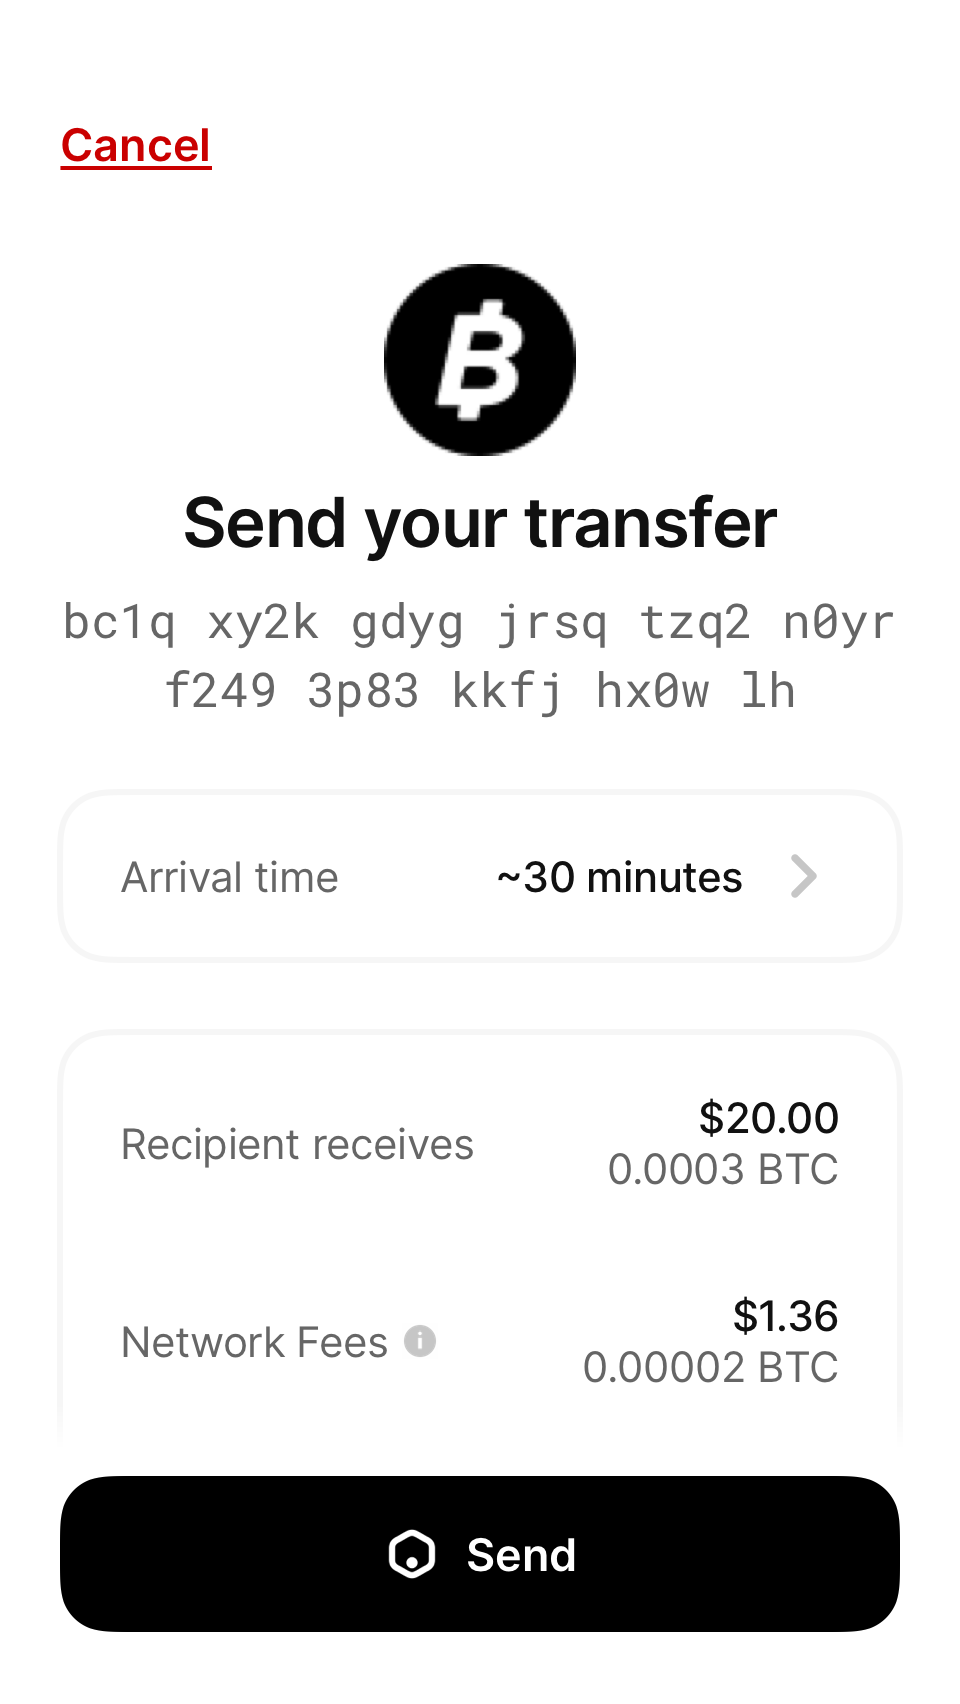 Cancel
Send your transfer
bc1q xy2k gdyg jrsq tzq2 n0yr
f249 3p83 kkfj hx0w lh
Arrival time ~30 minutes
Recipient receives $20.00
0.0003 BTC
Network Fees $1.36
0.00002 BTC
Send